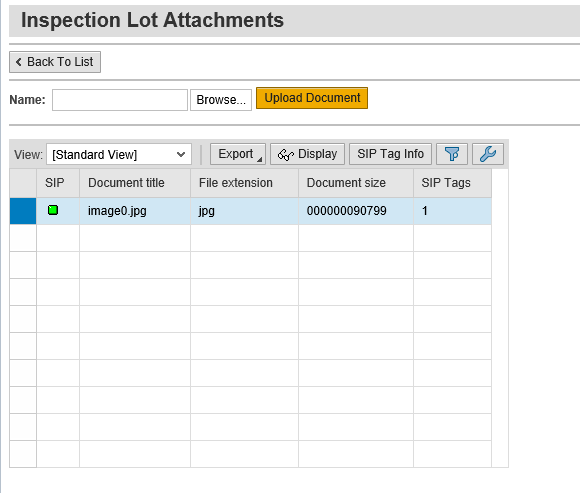 Inspection Lot Attachments
Back To List
Name: Browse... Upload Document
View: [Standard View] Export Display SIP Tag Info
SIP Document title File extension Document size SIP Tags
image0.jpg jpg 000000090799 1